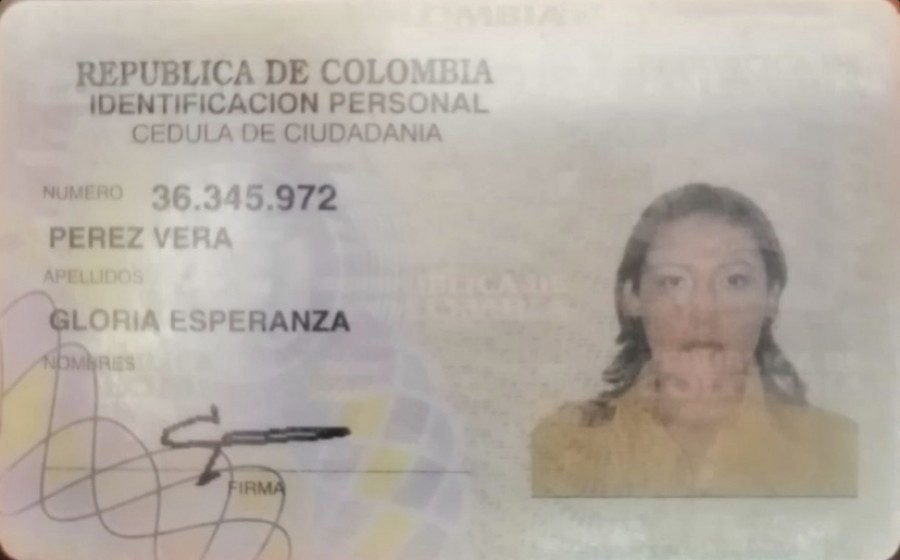 REPUBLICA DE COLOMBIA
IDENTIFICACION PERSONAL
CEDULA DE CIUDADANIA
NUMERO 36.345.972
PEREZ VERA
APELLIDOS
GLORIA ESPERANZA
NOMBRES
FIRMA